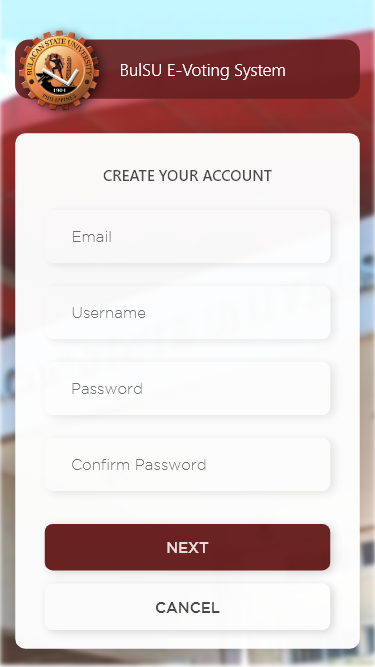 BULACAN STATE UNIVERSITY
1904
PHILIPPINES
BulSU E-Voting System
CREATE YOUR ACCOUNT
Email
Username
Password
Confirm Password
NEXT
CANCEL